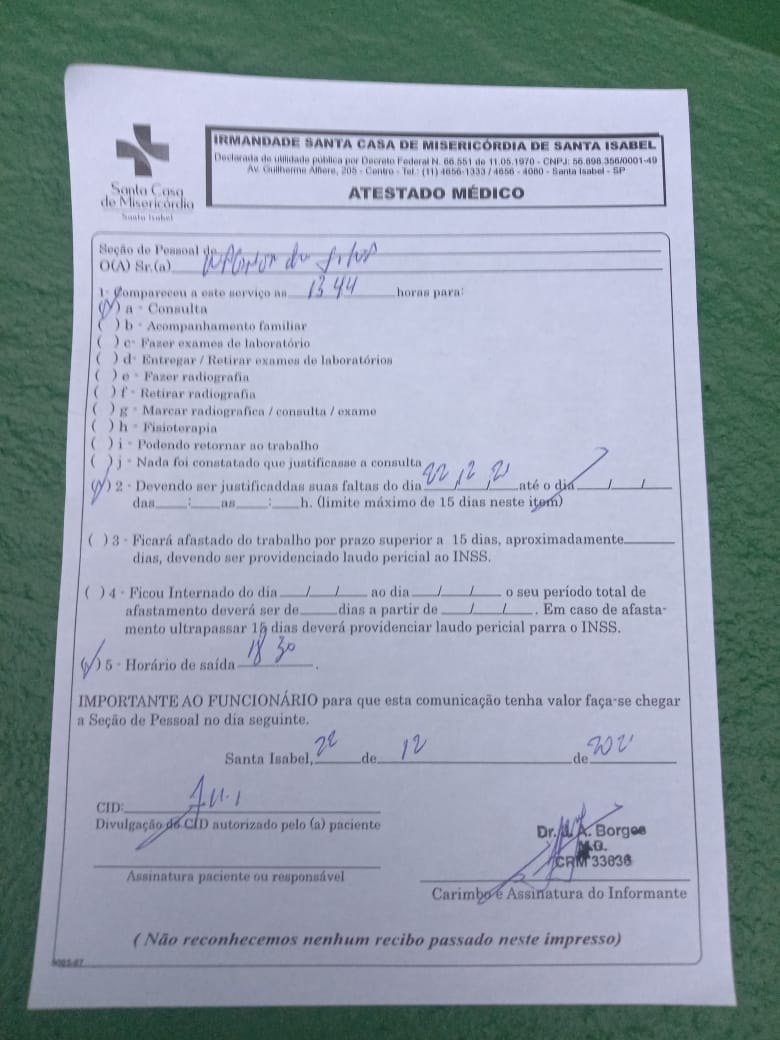 Santa Casa
de Misericórdia
Santa Isabel
IRMANDADE SANTA CASA DE MISERICÓRDIA DE SANTA ISABEL
Declarada de utilidade pública por Decreto Federal N. 66.551 de 11.05.1970 - CNPJ: 56.898.356/0001-49
Av. Guilherme Alfiere, 205 - Centro - Tel.: (11) 4656-1333 / 4656 - 4080 - Santa Isabel - SP
ATESTADO MÉDICO
Seção de Pessoal de
O(A) Sr.(a)
1- Compareceu a este serviço as 13 44 horas para:
( ) a - Consulta
( ) b - Acompanhamento familiar
( ) c- Fazer exames de laboratório
( ) d- Entregar / Retirar exames de laboratórios
( ) e - Fazer radiografia
( ) f - Retirar radiografia
( ) g - Marcar radiografica / consulta / exame
( ) h - Fisioterapia
( ) i - Podendo retornar ao trabalho
( ) j - Nada foi constatado que justificasse a consulta
( ) 2 - Devendo ser justificaddas suas faltas do dia 22, 12, 21 até o dia / /
das : as : h. (limite máximo de 15 dias neste item)
( ) 3 - Ficará afastado do trabalho por prazo superior a 15 dias, aproximadamente
dias, devendo ser providenciado laudo pericial ao INSS.
( ) 4 - Ficou Internado do dia / / ao dia / / o seu período total de
afastamento deverá ser de dias a partir de / / . Em caso de afasta-
mento ultrapassar 15 dias deverá providenciar laudo pericial parra o INSS.
( ) 5 - Horário de saída 18 30 .
IMPORTANTE AO FUNCIONÁRIO para que esta comunicação tenha valor faça-se chegar
a Seção de Pessoal no dia seguinte.
Santa Isabel, 22 de 12 de 2021
CID:
Divulgação do CID autorizado pelo (a) paciente
Dr. A. Borges
M.D.
CRM 33636
Assinatura paciente ou responsável
Carimbo e Assinatura do Informante
( Não reconhecemos nenhum recibo passado neste impresso)